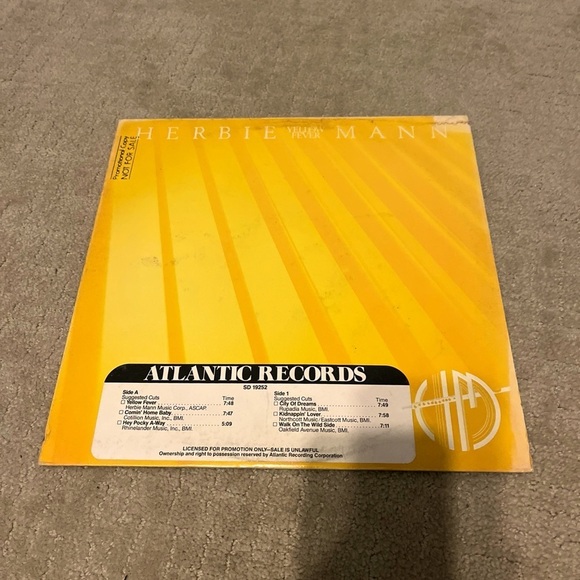 HERBIE YELLOW FEVER MANN
Promotional Copy
NOT FOR SALE
ATLANTIC RECORDS
SD 19252
Side A
Suggested Cuts Time
Yellow Fever 7:48
Herbie Mann Music Corp., ASCAP.
Comin' Home Baby 7:47
Cotillion Music, Inc., BMI.
Hey Pocky A-Way 5:09
Rhinelander Music, Inc., BMI.
Side 1
Suggested Cuts Time
City Of Dreams 7:49
Rupadia Music, BMI.
Kidnappin' Lover 7:58
Northcott Music/Eastcott Music, BMI.
Walk On The Wild Side 7:11
Oakfield Avenue Music, BMI.
LICENSED FOR PROMOTION ONLY—SALE IS UNLAWFUL.
Ownership and right to possession reserved by Atlantic Recording Corporation